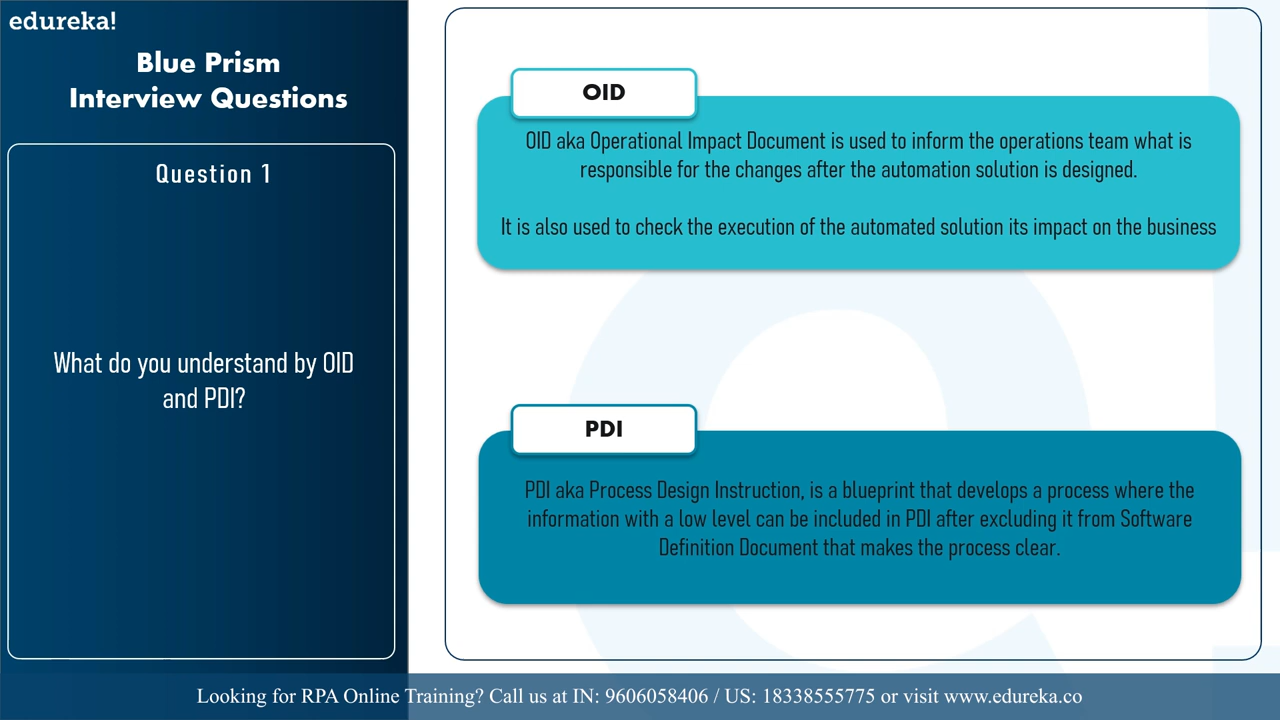 edureka!
Blue Prism
Interview Questions
Question 1
What do you understand by OID
and PDI?
OID
OID aka Operational Impact Document is used to inform the operations team what is
responsible for the changes after the automation solution is designed.
It is also used to check the execution of the automated solution its impact on the business
PDI
PDI aka Process Design Instruction, is a blueprint that develops a process where the
information with a low level can be included in PDI after excluding it from Software
Definition Document that makes the process clear.
Looking for RPA Online Training? Call us at IN: 9606058406 / US: 18338555775 or visit www.edureka.co